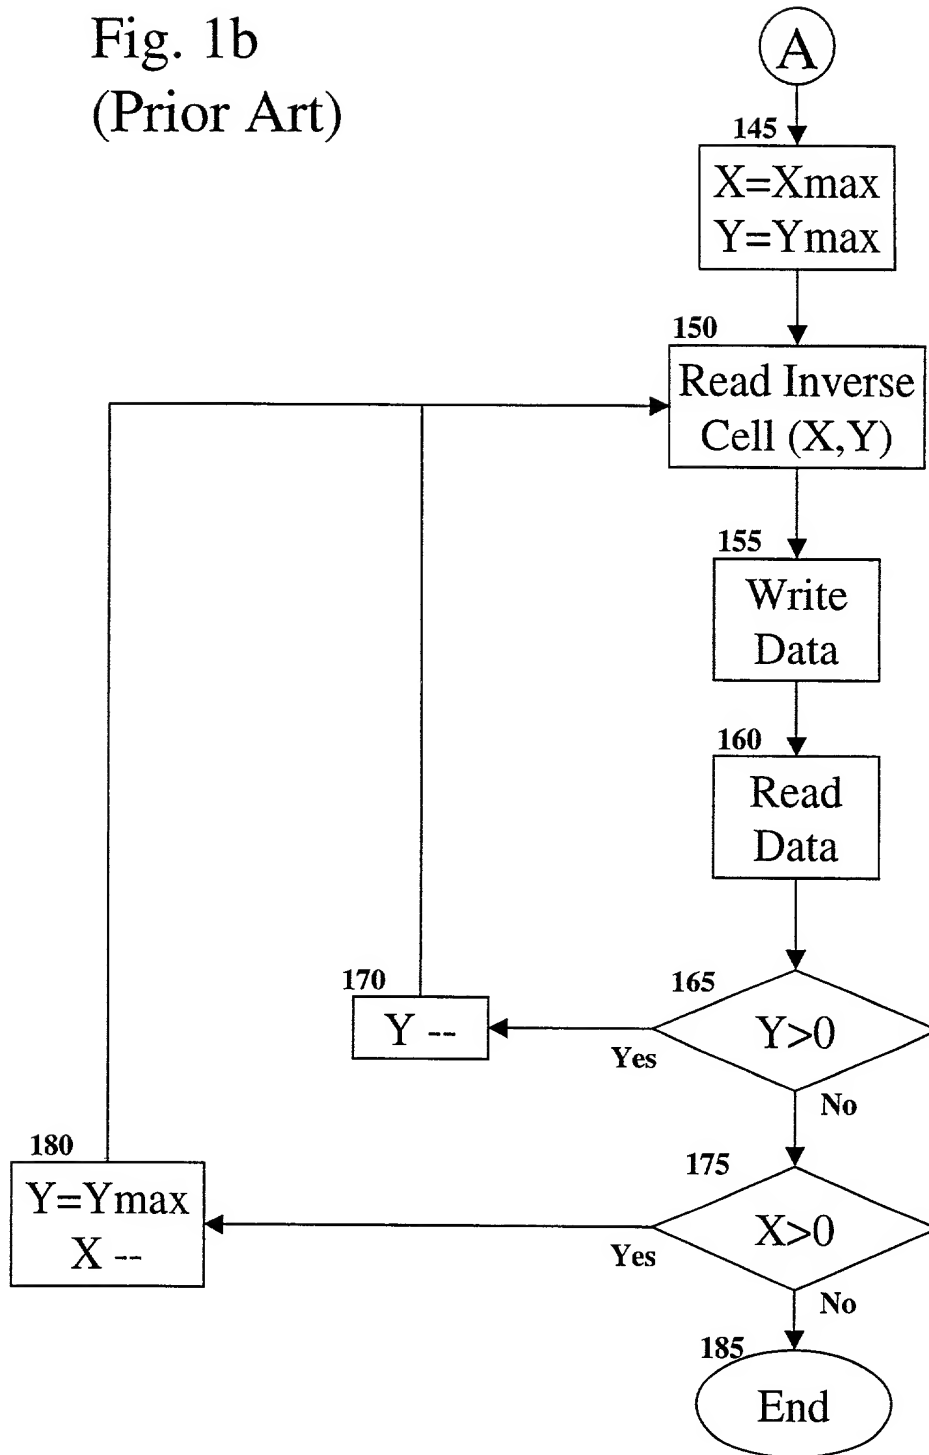 Fig. 1b
(Prior Art)
A
145
X=Xmax
Y=Ymax
150
Read Inverse
Cell (X,Y)
155
Write
Data
160
Read
Data
165
Y>0
Yes
No
170
Y --
175
X>0
Yes
No
180
Y=Ymax
X --
185
End